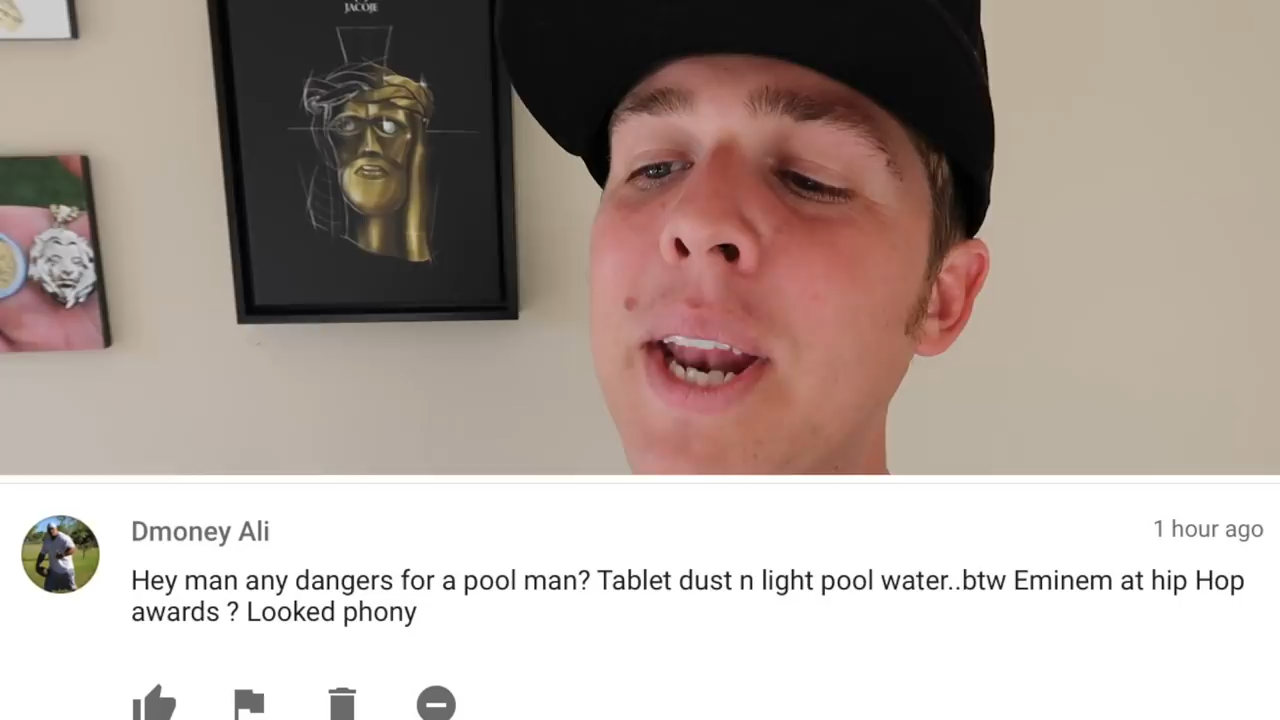 JACOJE
Dmoney Ali
1 hour ago
Hey man any dangers for a pool man? Tablet dust n light pool water..btw Eminem at hip Hop
awards ? Looked phony